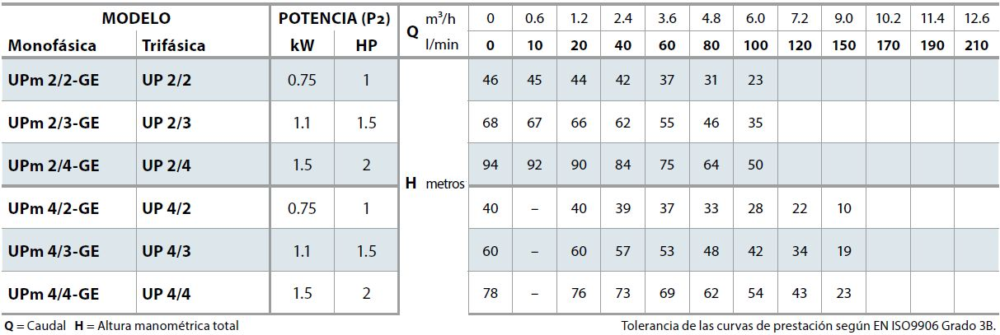 MODELO POTENCIA (P2) Q m³/h 0 0.6 1.2 2.4 3.6 4.8 6.0 7.2 9.0 10.2 11.4 12.6
Monofásica Trifásica kW HP l/min 0 10 20 40 60 80 100 120 150 170 190 210
UPm 2/2-GE UP 2/2 0.75 1 46 45 44 42 37 31 23
UPm 2/3-GE UP 2/3 1.1 1.5 68 67 66 62 55 46 35
UPm 2/4-GE UP 2/4 1.5 2 H metros 94 92 90 84 75 64 50
UPm 4/2-GE UP 4/2 0.75 1 40 – 40 39 37 33 28 22 10
UPm 4/3-GE UP 4/3 1.1 1.5 60 – 60 57 53 48 42 34 19
UPm 4/4-GE UP 4/4 1.5 2 78 – 76 73 69 62 54 43 23
Q = Caudal H = Altura manométrica total Tolerancia de las curvas de prestación según EN ISO9906 Grado 3B.